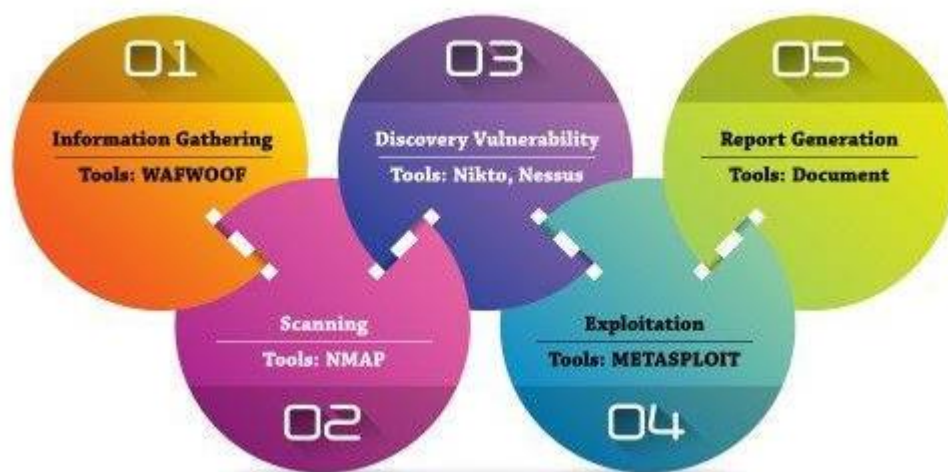 01
Information Gathering
Tools: WAFWOOF
Scanning
Tools: NMAP
02
03
Discovery Vulnerability
Tools: Nikto, Nessus
Exploitation
Tools: METASPLOIT
04
05
Report Generation
Tools: Document